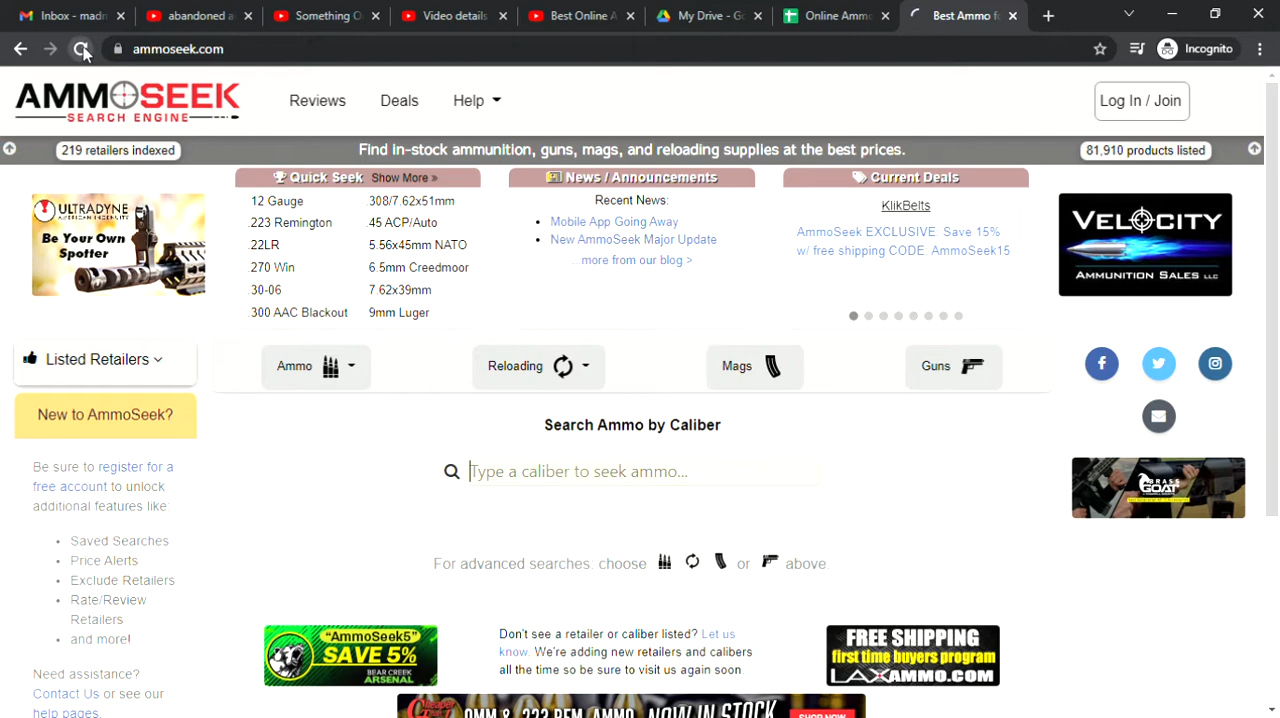 Inbox - madn
abandoned a
Something O
Video details
Best Online A
My Drive - Go
Online Ammo
Best Ammo fo
ammoseek.com
Incognito
AMMOSEEK
SEARCH ENGINE
Reviews
Deals
Help
Log In / Join
219 retailers indexed
Find in-stock ammunition, guns, mags, and reloading supplies at the best prices.
81,910 products listed
ULTRADYNE
Be Your Own
Spotter
Quick Seek Show More »
12 Gauge 308/7.62x51mm
.223 Remington .45 ACP/Auto
.22LR 5.56x45mm NATO
.270 Win 6.5mm Creedmoor
30-06 7.62x39mm
.300 AAC Blackout 9mm Luger
News / Announcements
Recent News:
Mobile App Going Away
New AmmoSeek Major Update
...more from our blog >
Current Deals
KlikBelts
AmmoSeek EXCLUSIVE Save 15%
w/ free shipping CODE AmmoSeek15
VELOCITY
AMMUNITION SALES LLC
Listed Retailers
Ammo
Reloading
Mags
Guns
New to AmmoSeek?
Be sure to register for a
free account to unlock
additional features like:
Saved Searches
Price Alerts
Exclude Retailers
Rate/Review
Retailers
and more!
Need assistance?
Contact Us or see our
help pages.
Search Ammo by Caliber
Type a caliber to seek ammo...
For advanced searches: choose or above.
BRASS
GOAT
"AmmoSeek5"
SAVE 5%
BEAR CREEK
ARSENAL
Don't see a retailer or caliber listed? Let us
know. We're adding new retailers and calibers
all the time so be sure to visit us again soon.
FREE SHIPPING
first time buyers program
LAXAMMO.COM
9MM & .223 REM AMMO NOW IN STOCK
SHOP NOW